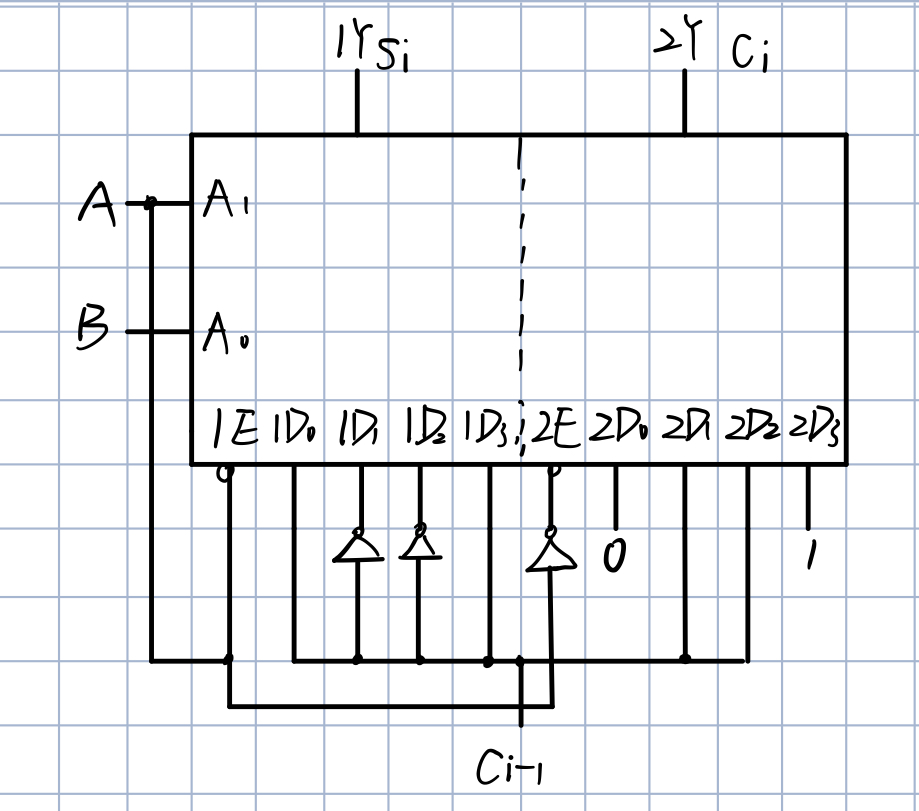 1Y Si 2Y Ci
A A1
B A0
1E 1D0 1D1 1D2 1D3 2E 2D0 2D1 2D2 2D3
0 1
Ci-1